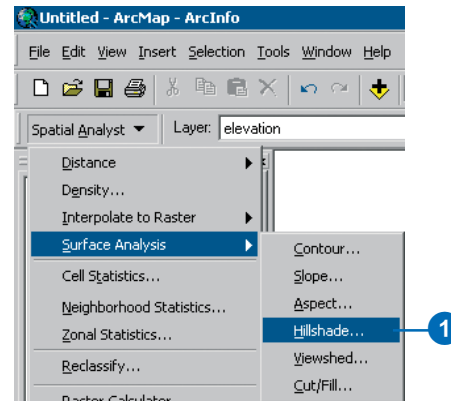 Untitled - ArcMap - ArcInfo
File Edit View Insert Selection Tools Window Help
Spatial Analyst Layer: elevation
Distance
Density...
Interpolate to Raster
Surface Analysis
Cell Statistics...
Neighborhood Statistics...
Zonal Statistics...
Reclassify...
Raster Calculator
Contour...
Slope...
Aspect...
Hillshade...
1
Viewshed...
Cut/Fill...